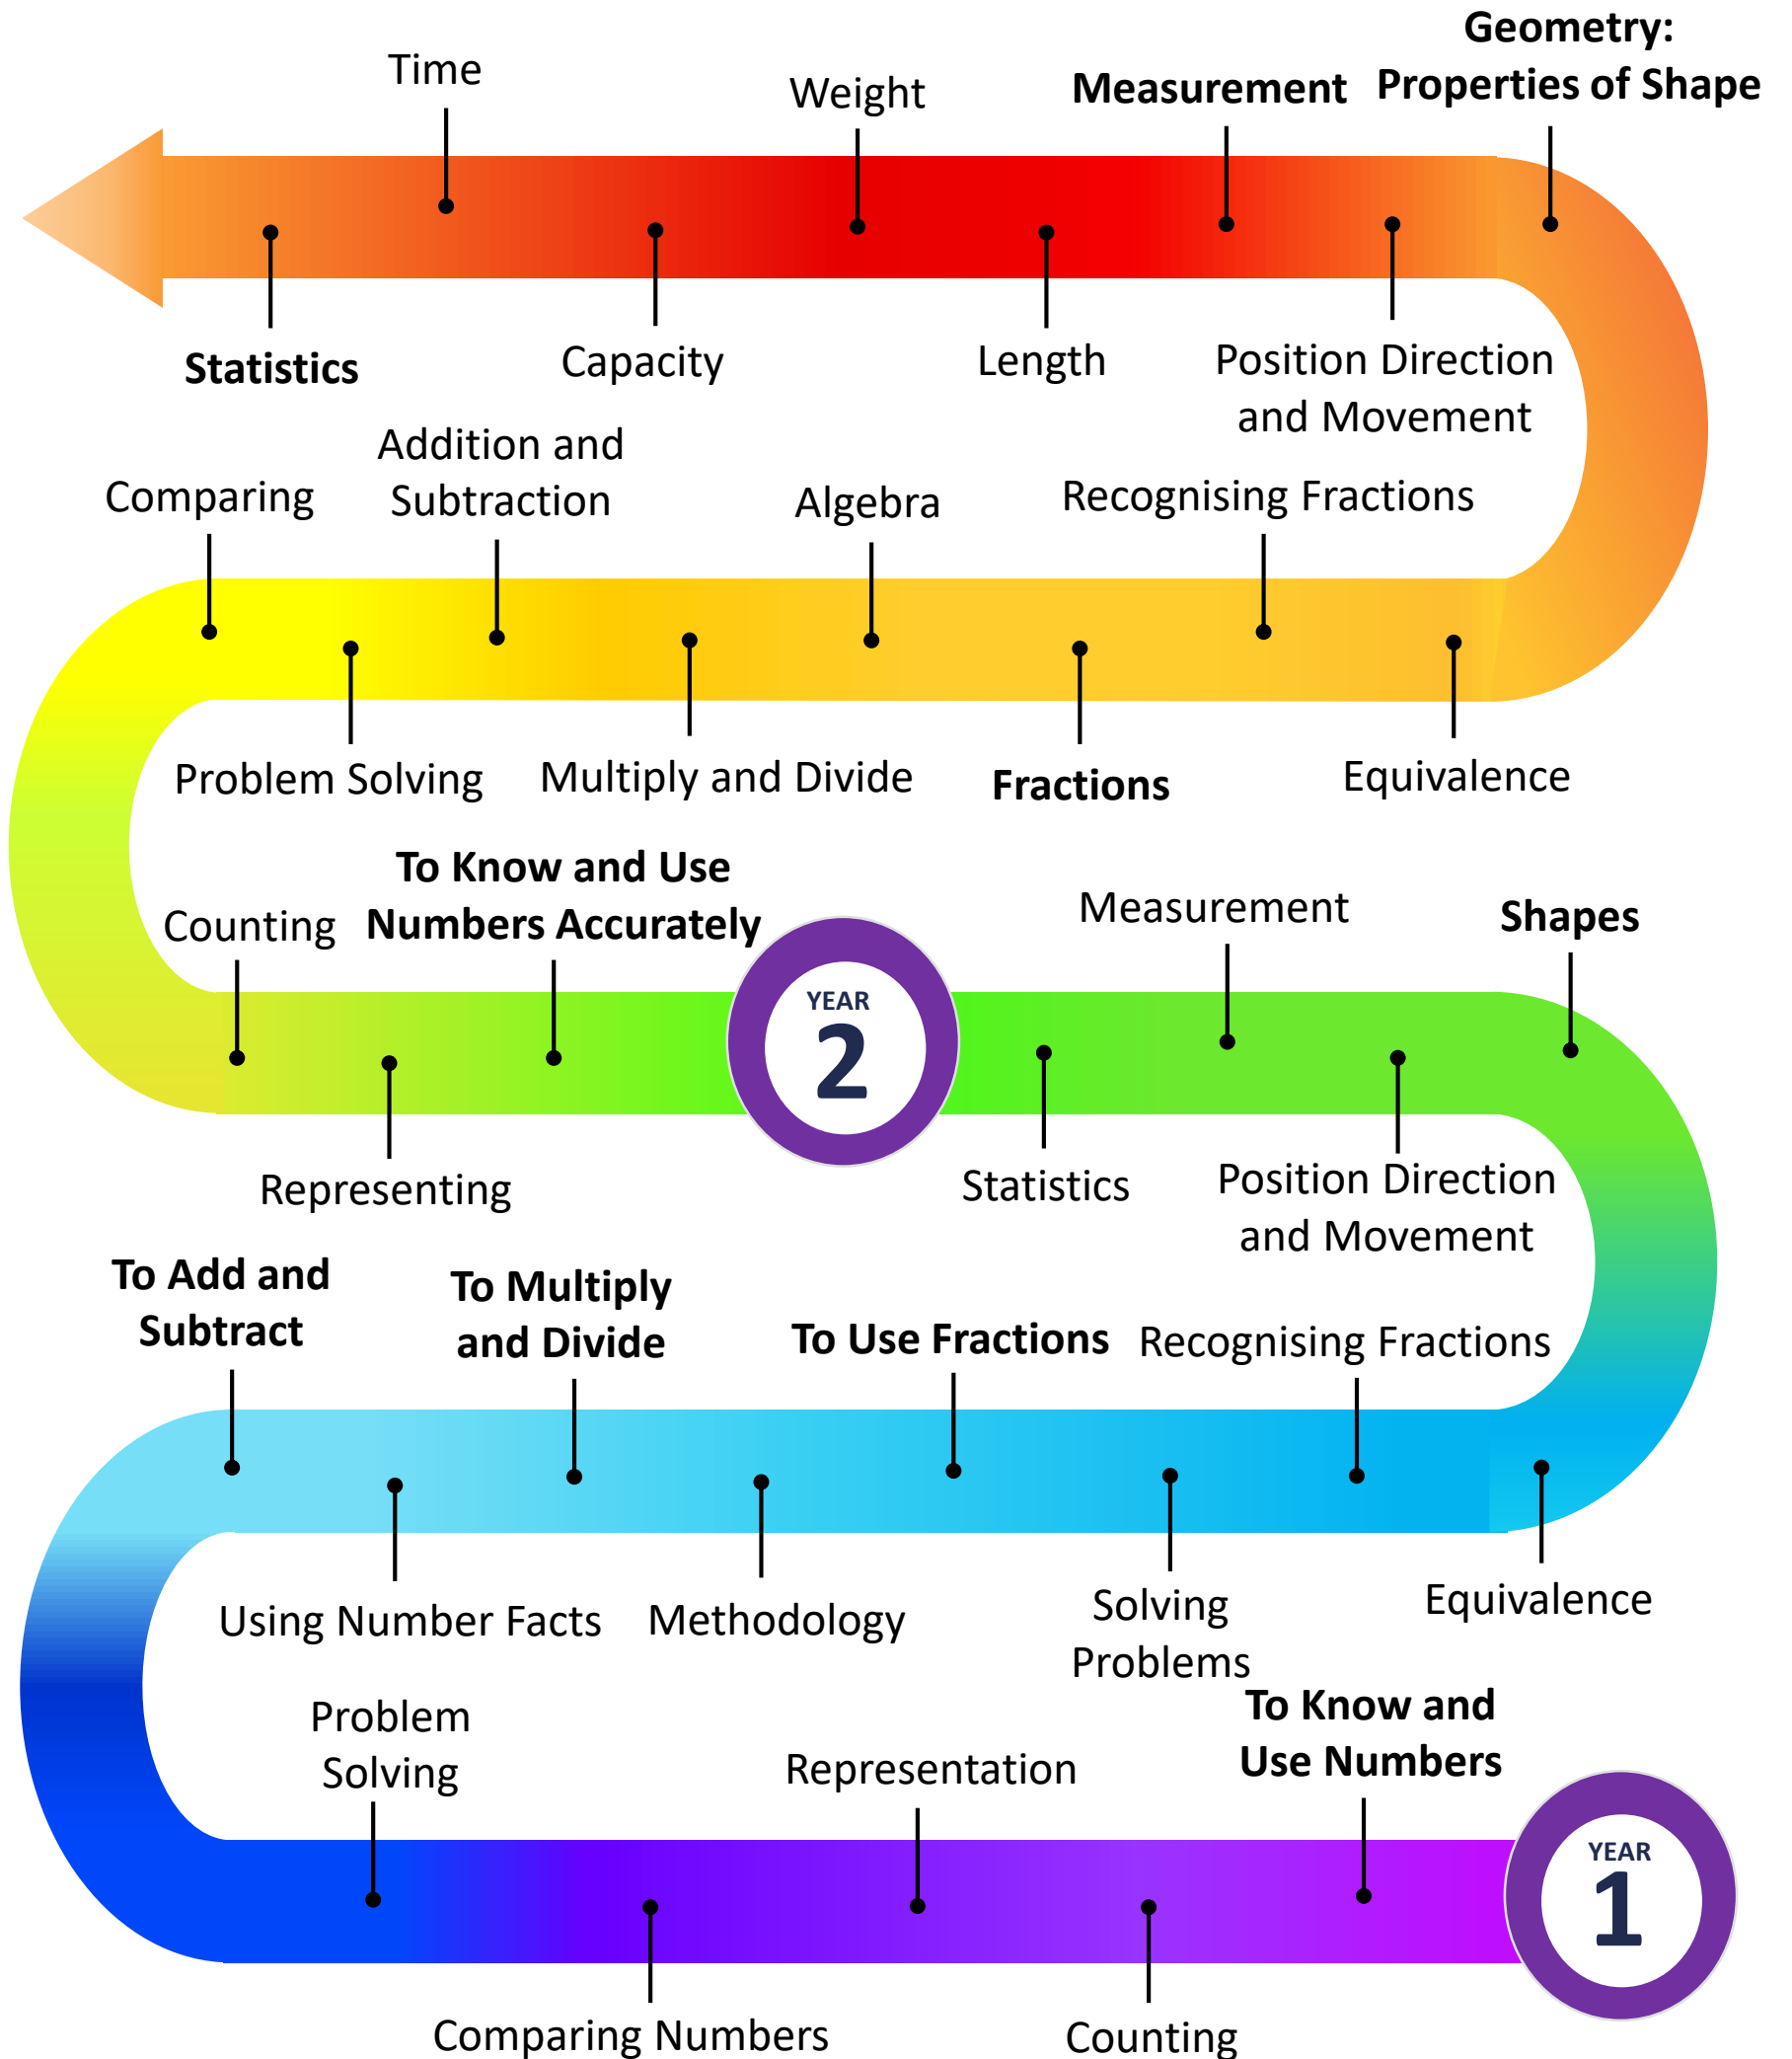 Geometry:
Properties of Shape
Time
Weight
Measurement
Statistics
Capacity
Length
Position Direction
and Movement
Comparing
Addition and
Subtraction
Algebra
Recognising Fractions
Problem Solving
Multiply and Divide
Fractions
Equivalence
Counting
To Know and Use
Numbers Accurately
Measurement
Shapes
YEAR
2
Representing
Statistics
Position Direction
and Movement
To Add and
Subtract
To Multiply
and Divide
To Use Fractions
Recognising Fractions
Using Number Facts
Methodology
Solving
Problems
Equivalence
Problem
Solving
Representation
To Know and
Use Numbers
YEAR
1
Comparing Numbers
Counting